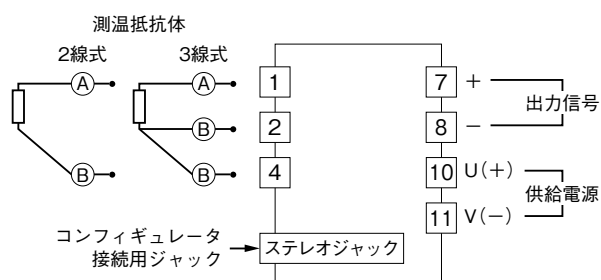 測温抵抗体
2線式
3線式
A
B
A
B
B
1
2
4
7 +
8 −
出力信号
10 U(+)
11 V(−)
供給電源
コンフィギュレータ
接続用ジャック
ステレオジャック